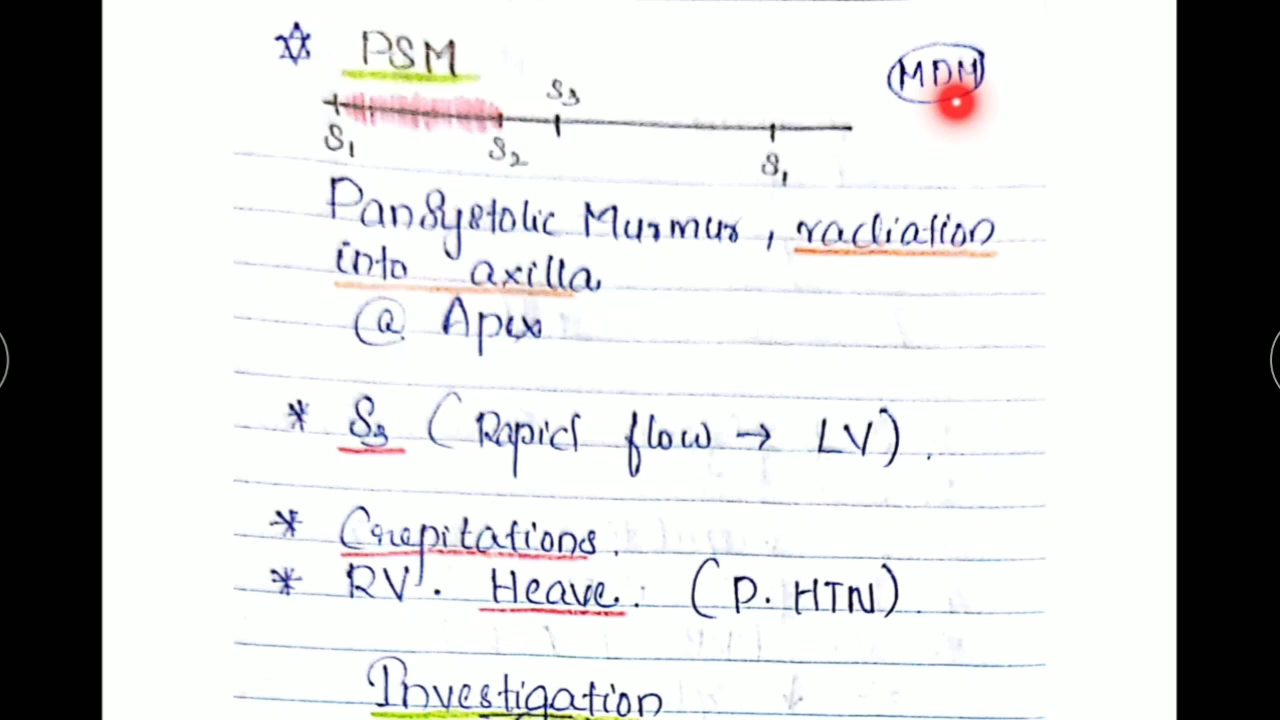 ☆ PSM
MDM
S3
S1 S2 S1
PanSystolic Murmur, radiation
into axilla
@ Apex
* S3 (Rapid flow → LV).
* Crepitations.
* RV. Heave. (P. HTN).
Investigation